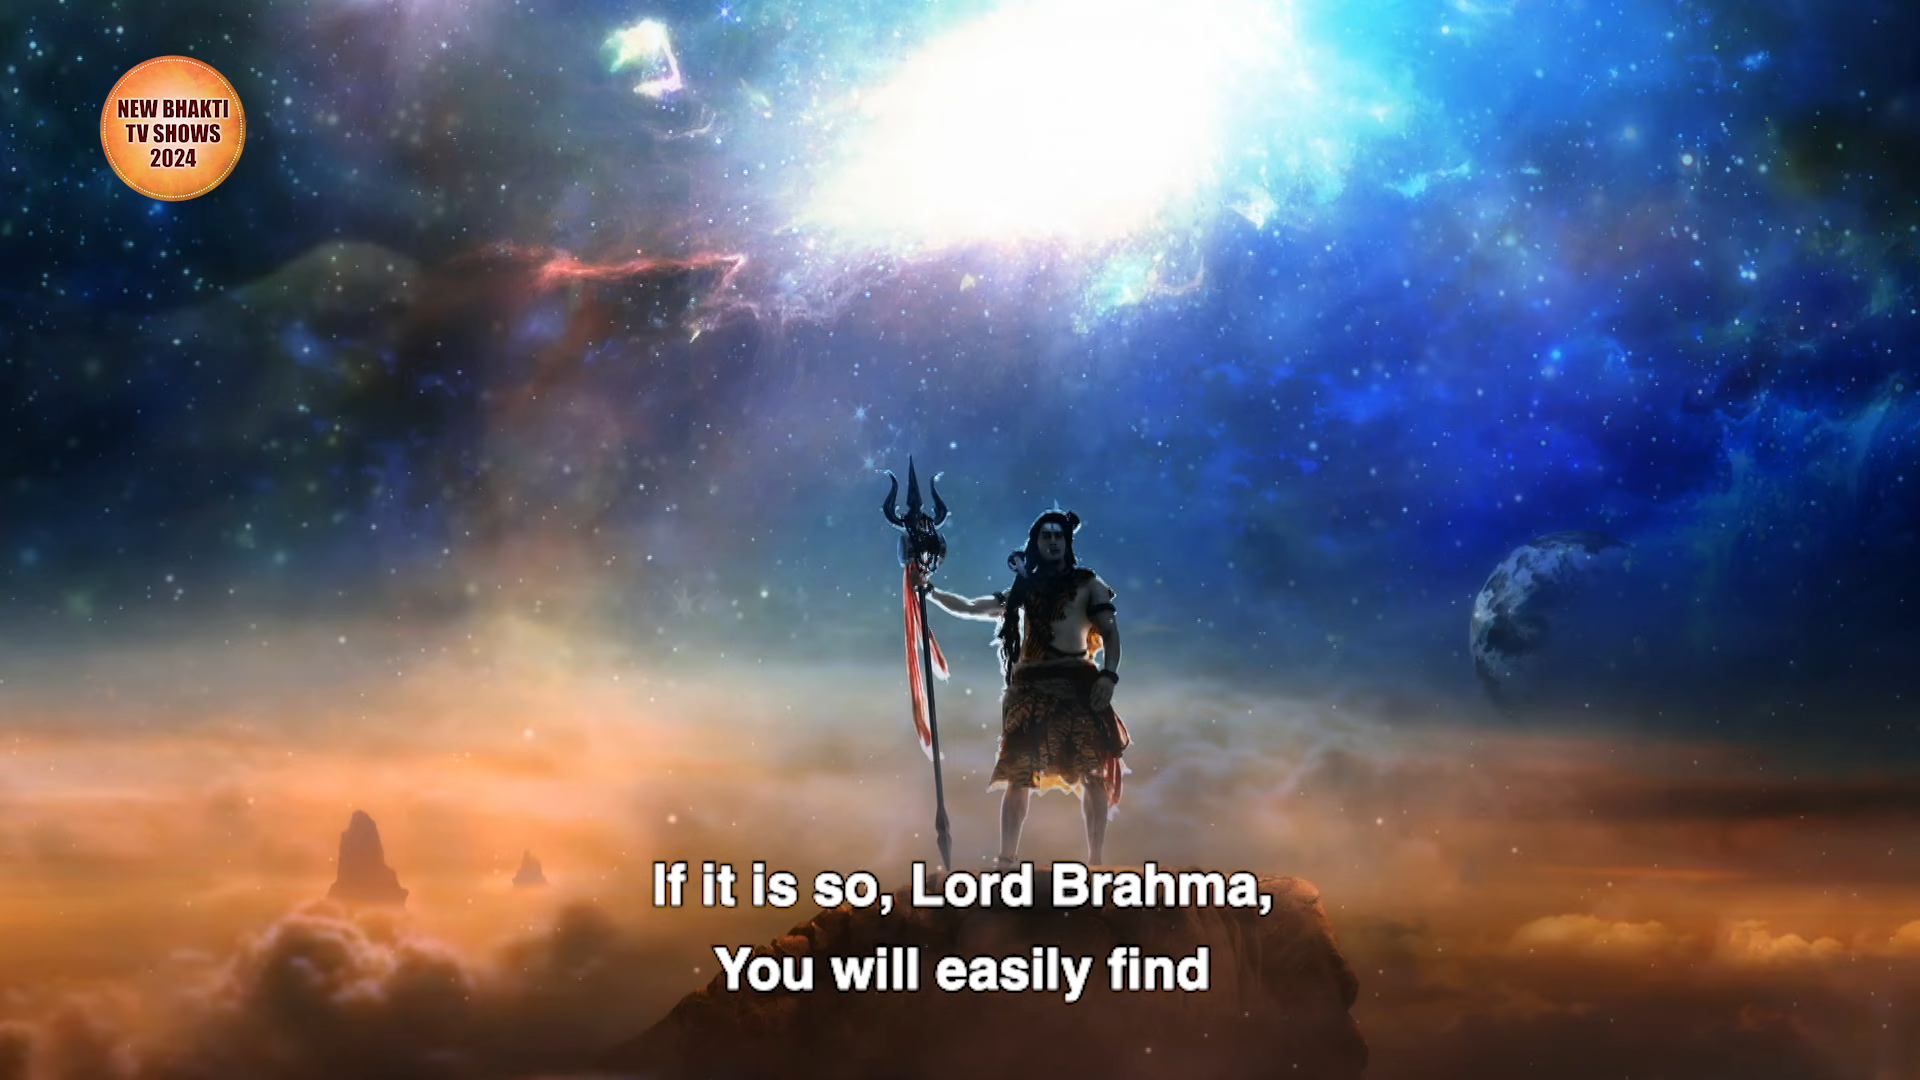 NEW BHAKTI
TV SHOWS
2024
If it is so, Lord Brahma,
You will easily find